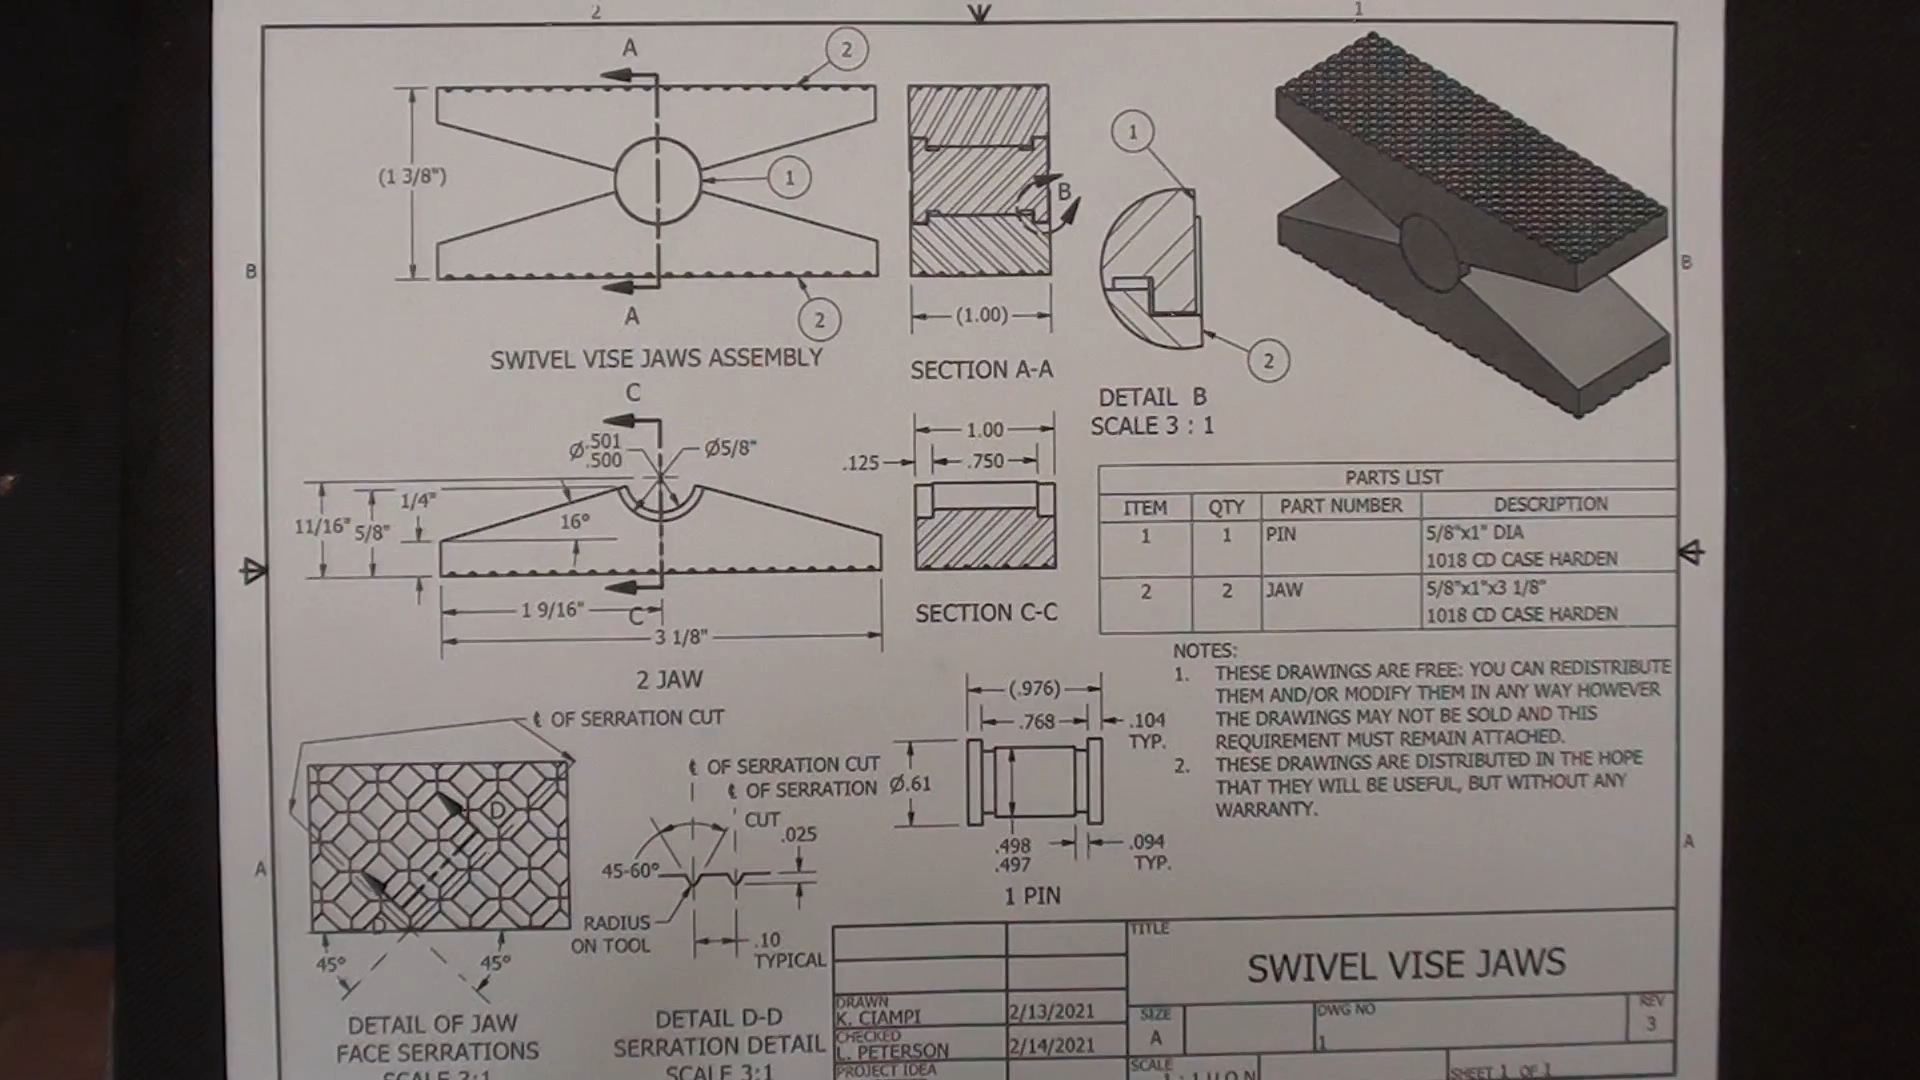 2
1
A
2
(1 3/8")
1
A
2
SWIVEL VISE JAWS ASSEMBLY
B
(1.00)
SECTION A-A
1
2
DETAIL B
SCALE 3 : 1
B
B
C
Ø.501
.500
Ø5/8"
11/16"
5/8"
1/4"
16°
1 9/16"
C
3 1/8"
2 JAW
1.00
.125
.750
SECTION C-C
PARTS LIST
ITEM QTY PART NUMBER DESCRIPTION
1 1 PIN 5/8"x1" DIA
1018 CD CASE HARDEN
2 2 JAW 5/8"x1"x3 1/8"
1018 CD CASE HARDEN
NOTES:
1. THESE DRAWINGS ARE FREE: YOU CAN REDISTRIBUTE
THEM AND/OR MODIFY THEM IN ANY WAY HOWEVER
THE DRAWINGS MAY NOT BE SOLD AND THIS
REQUIREMENT MUST REMAIN ATTACHED.
2. THESE DRAWINGS ARE DISTRIBUTED IN THE HOPE
THAT THEY WILL BE USEFUL, BUT WITHOUT ANY
WARRANTY.
℄ OF SERRATION CUT
D
D
45°
45°
DETAIL OF JAW
FACE SERRATIONS
SCALE 2:1
℄ OF SERRATION CUT
℄ OF SERRATION
CUT
.025
45-60°
RADIUS
ON TOOL
.10
TYPICAL
DETAIL D-D
SERRATION DETAIL
SCALE 3:1
(.976)
.768
.104
TYP.
Ø.61
.498
.497
.094
TYP.
1 PIN
A
A
TITLE
SWIVEL VISE JAWS
DRAWN
K. CIAMPI 2/13/2021
CHECKED
L. PETERSON 2/14/2021
PROJECT IDEA
SIZE
A
DWG NO
1
REV
3
SCALE
1 : 1 U.O.N
SHEET 1 OF 1